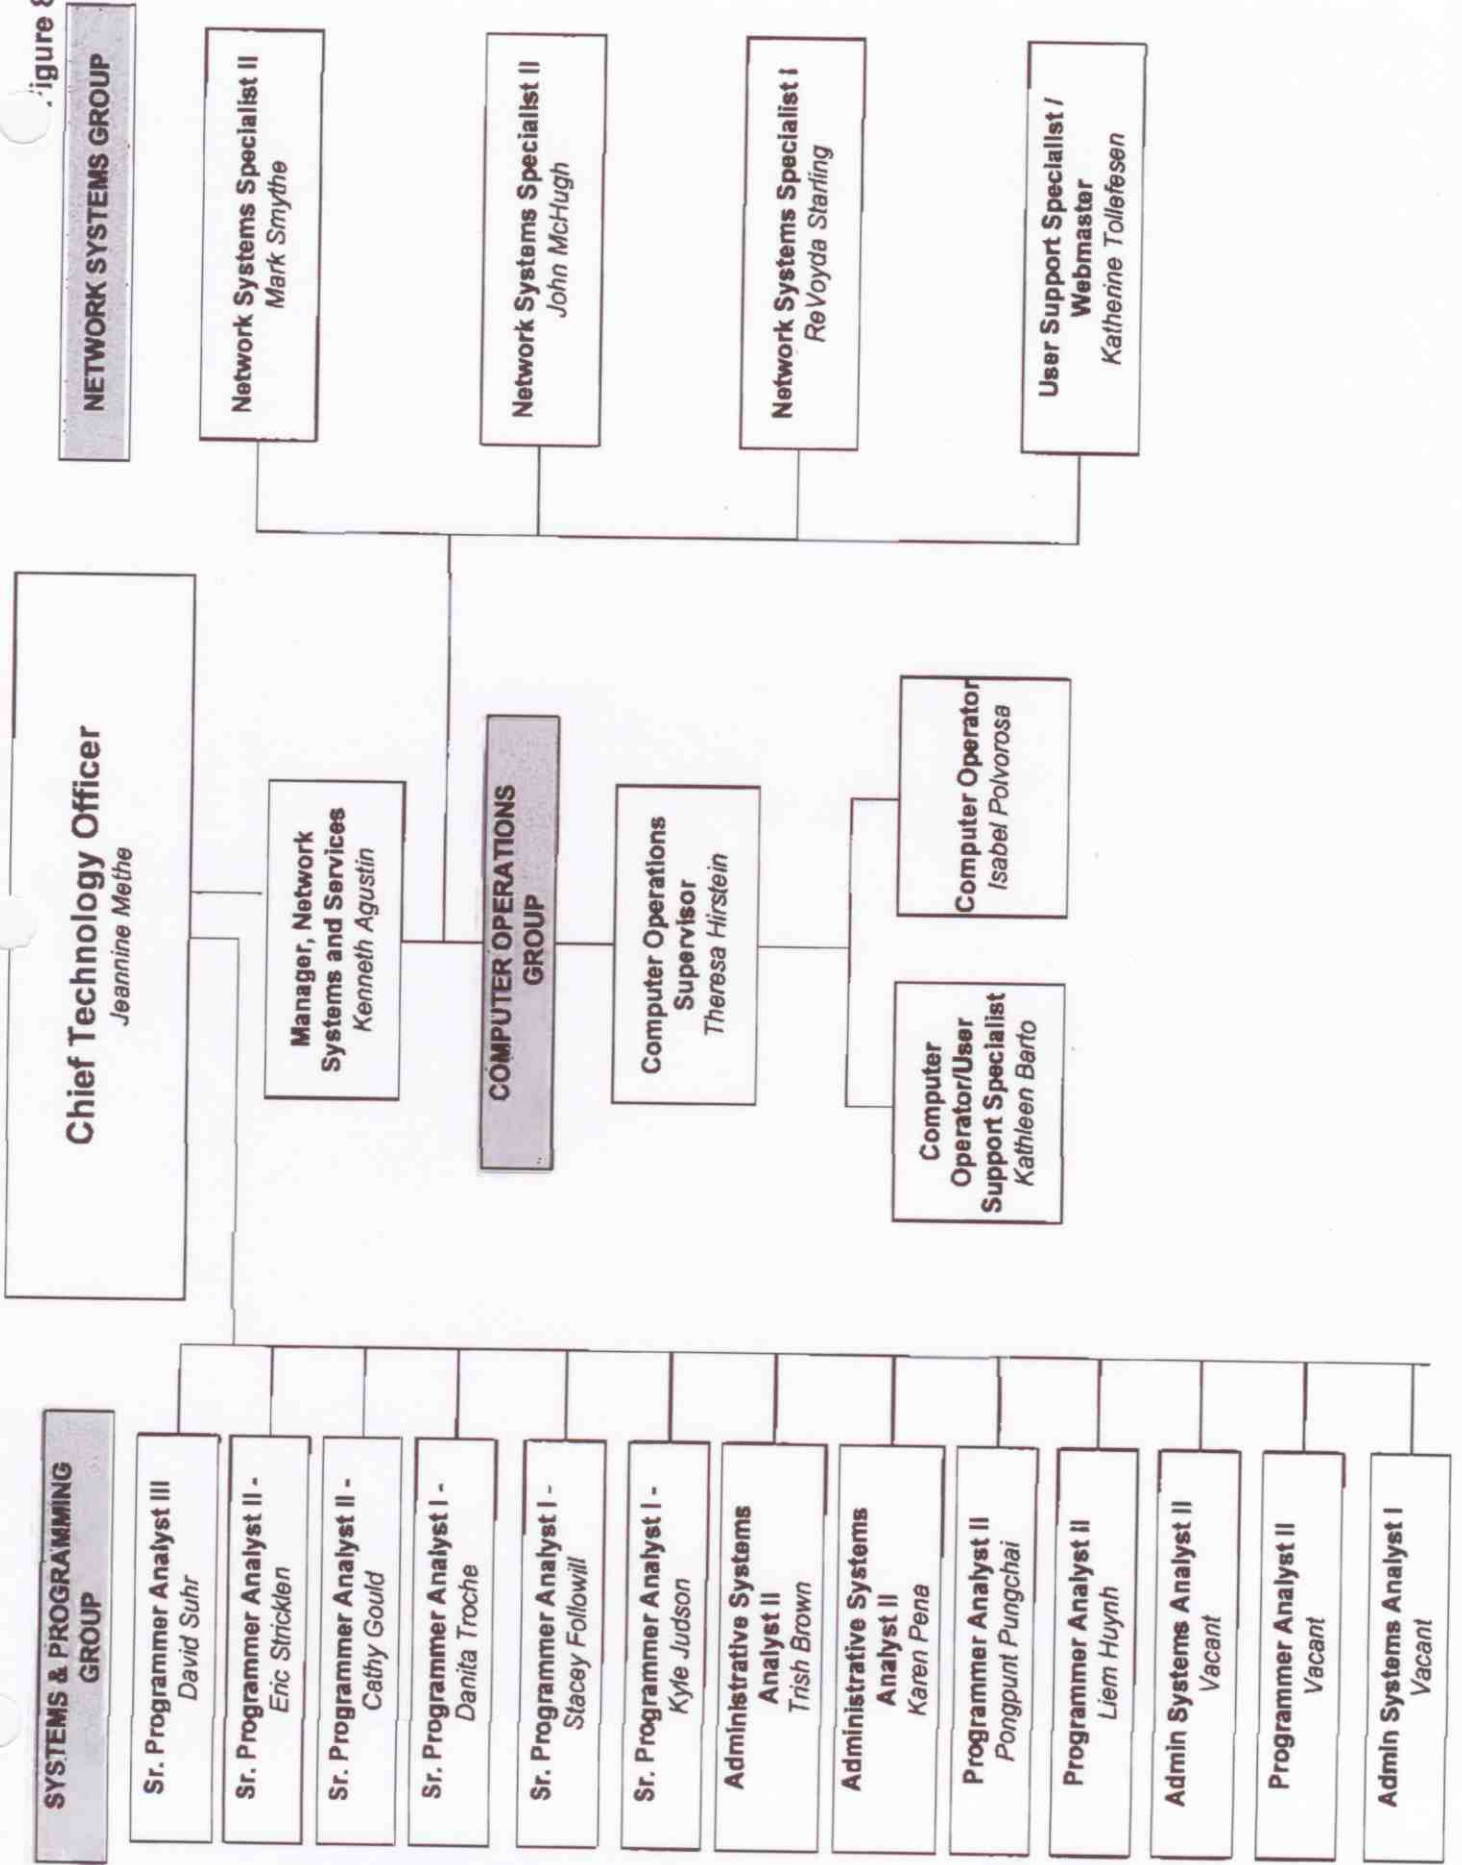 Figure 8
Chief Technology Officer
Jeannine Methe
SYSTEMS & PROGRAMMING
GROUP
Sr. Programmer Analyst III
David Suhr
Sr. Programmer Analyst II -
Eric Stricklen
Sr. Programmer Analyst II -
Cathy Gould
Sr. Programmer Analyst I -
Danita Troche
Sr. Programmer Analyst I -
Stacey Followill
Sr. Programmer Analyst I -
Kyle Judson
Administrative Systems
Analyst II
Trish Brown
Administrative Systems
Analyst II
Karen Pena
Programmer Analyst II
Pongpunt Pungchai
Programmer Analyst II
Liem Huynh
Admin Systems Analyst II
Vacant
Programmer Analyst II
Vacant
Admin Systems Analyst I
Vacant
Manager, Network
Systems and Services
Kenneth Agustin
COMPUTER OPERATIONS
GROUP
Computer Operations
Supervisor
Theresa Hirstein
Computer
Operator/User
Support Specialist
Kathleen Barto
Computer Operator
Isabel Polvorosa
NETWORK SYSTEMS GROUP
Network Systems Specialist II
Mark Smythe
Network Systems Specialist II
John McHugh
Network Systems Specialist I
ReVoyda Starling
User Support Specialist /
Webmaster
Katherine Tollefesen